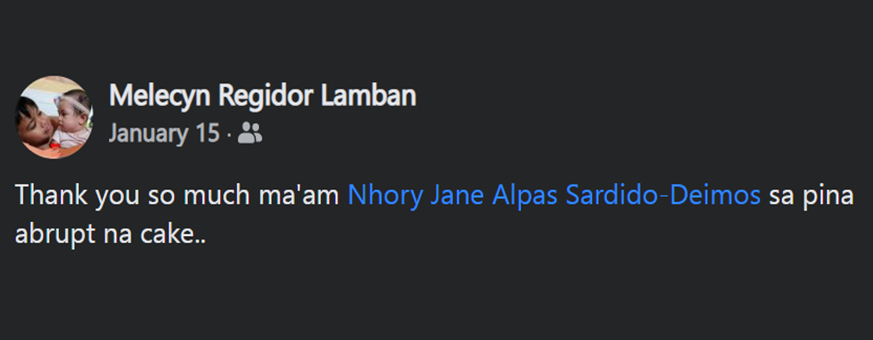 Melecyn Regidor Lamban
January 15 ·
Thank you so much ma'am Nhory Jane Alpas Sardido-Deimos sa pina
abrupt na cake..